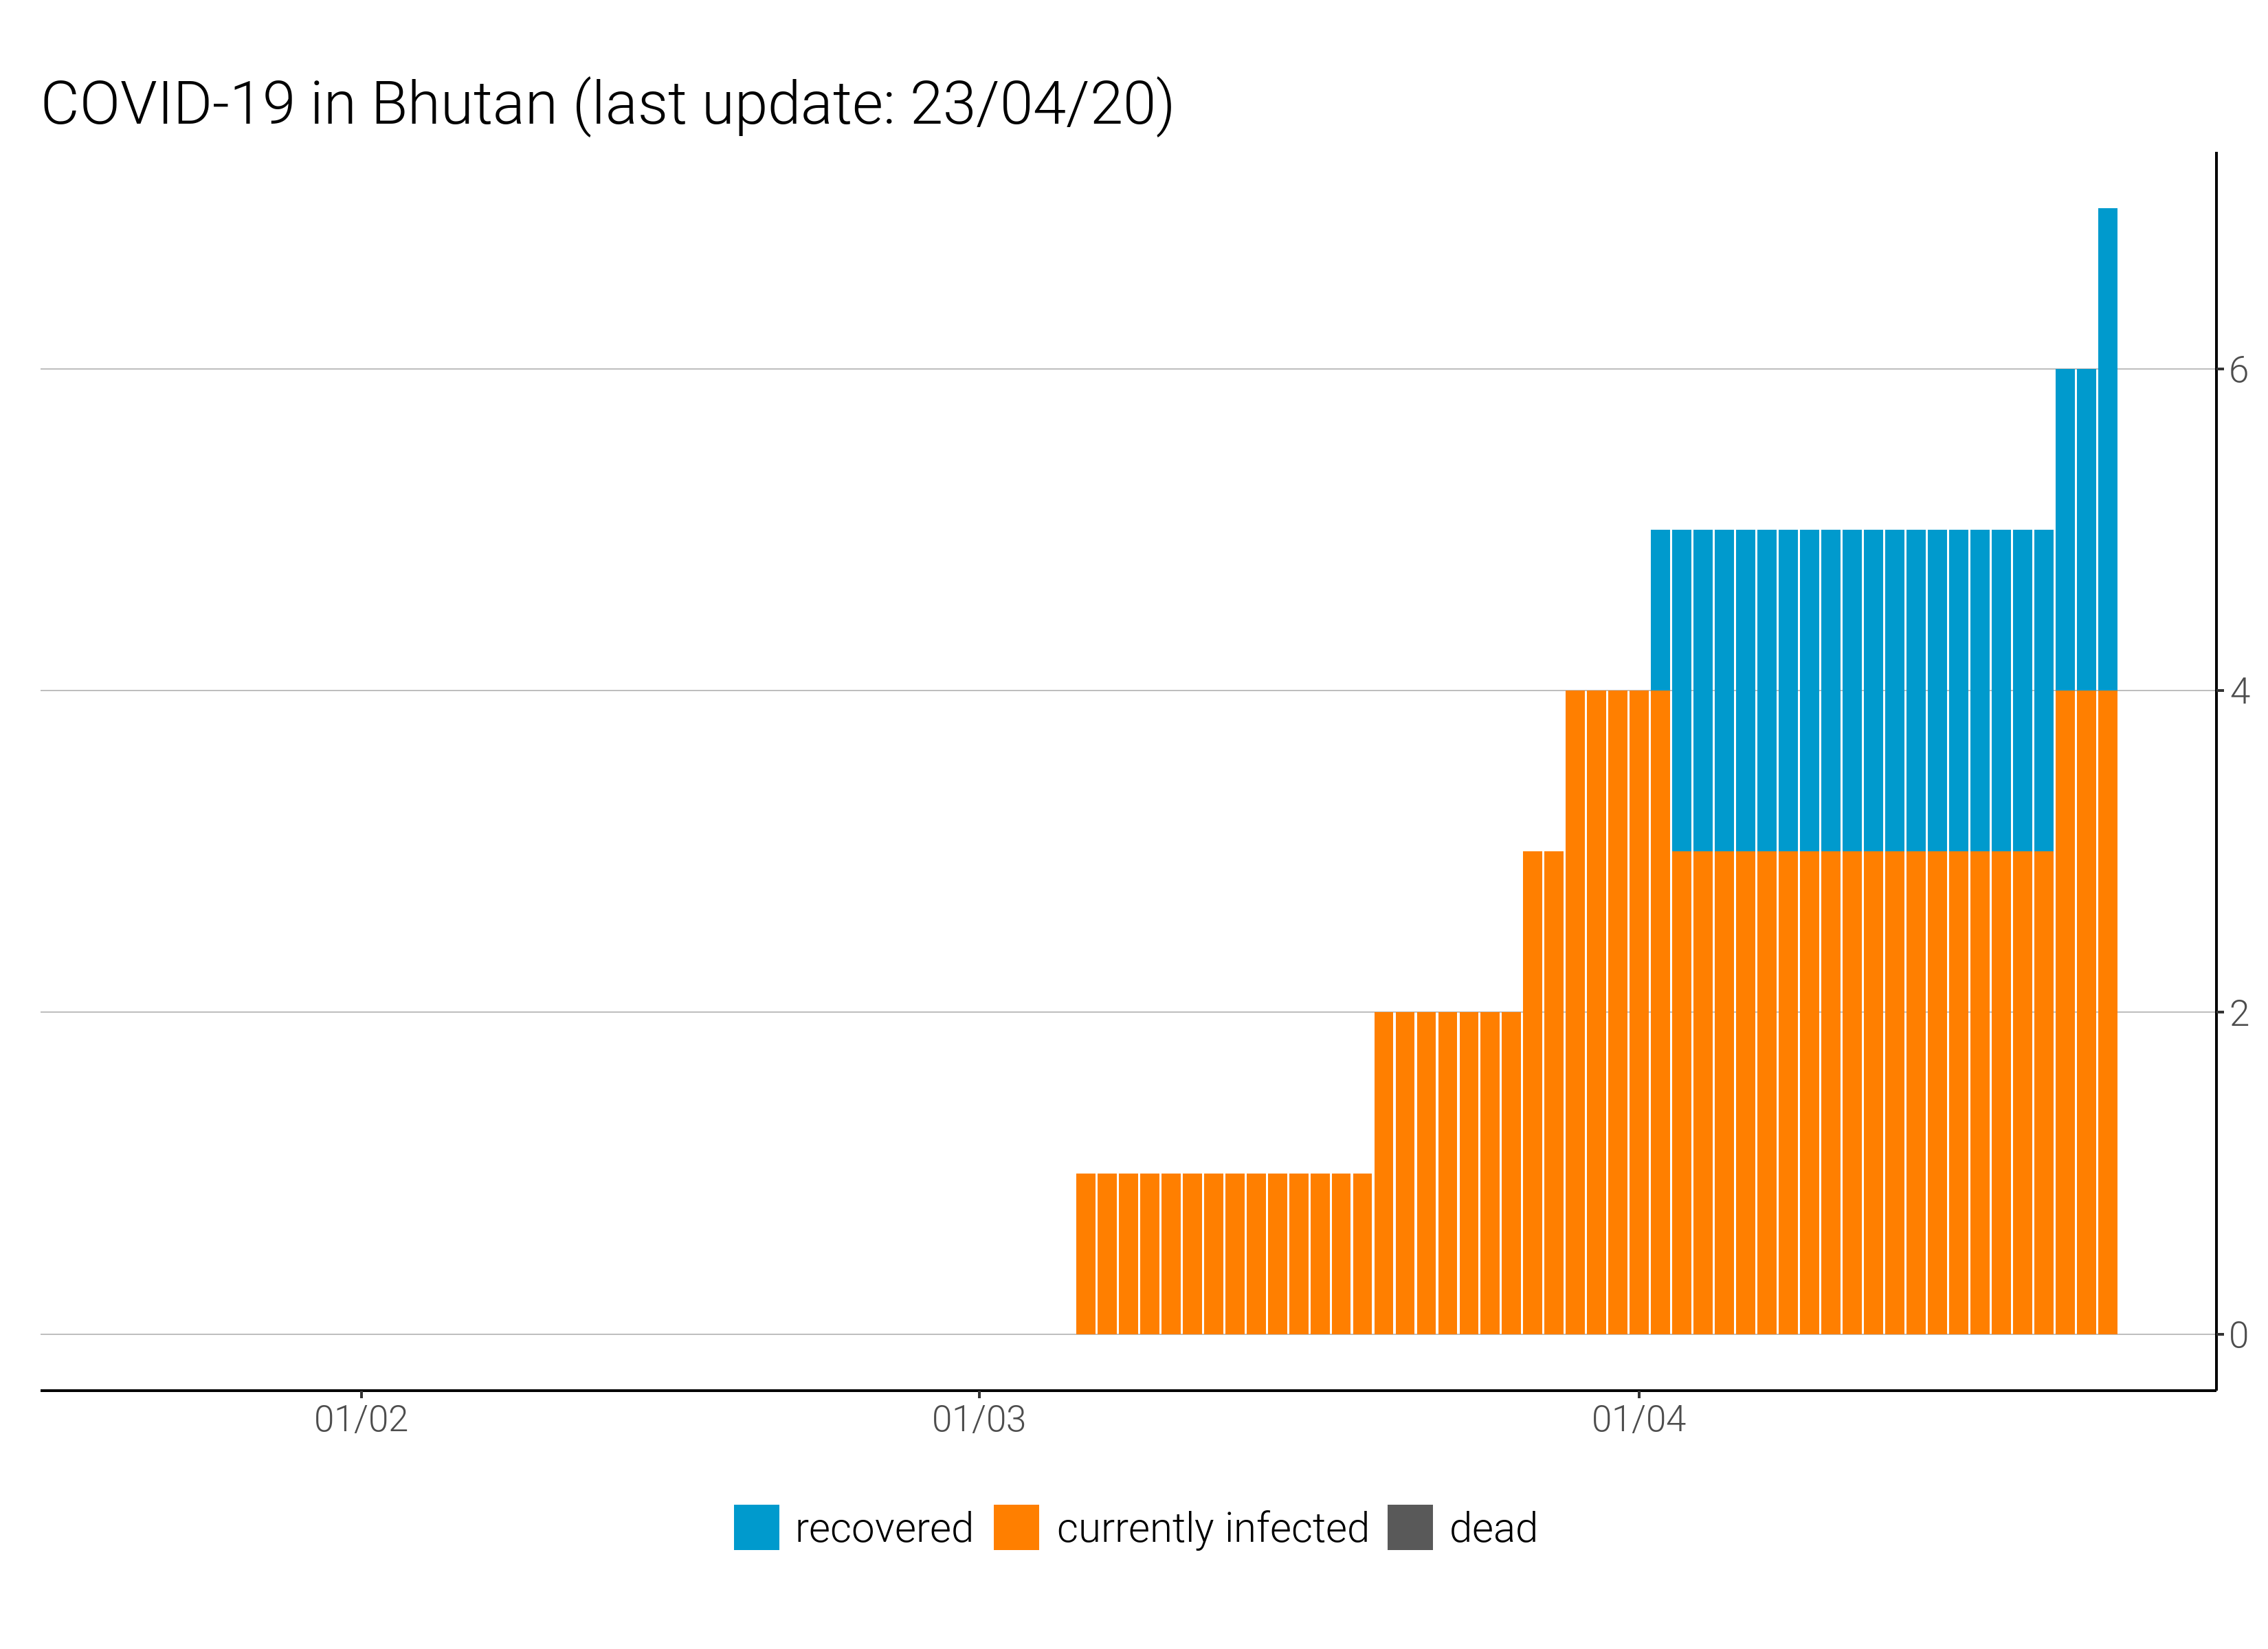 COVID-19 in Bhutan (last update: 23/04/20)
6
4
2
0
01/02 01/03 01/04
recovered currently infected dead